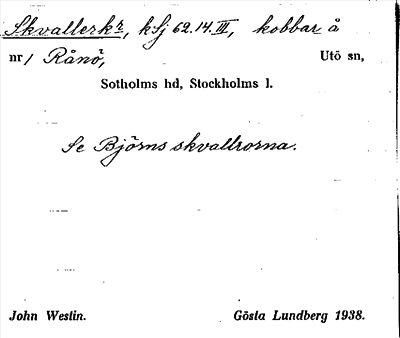 Skvallerkr, kSj 62.14.III, kobbar å
nr/ Rånö, Utö sn,
Sotholms hd, Stockholms l.
Se Björns skvallrorna.
John Westin. Gösta Lundberg 1938.